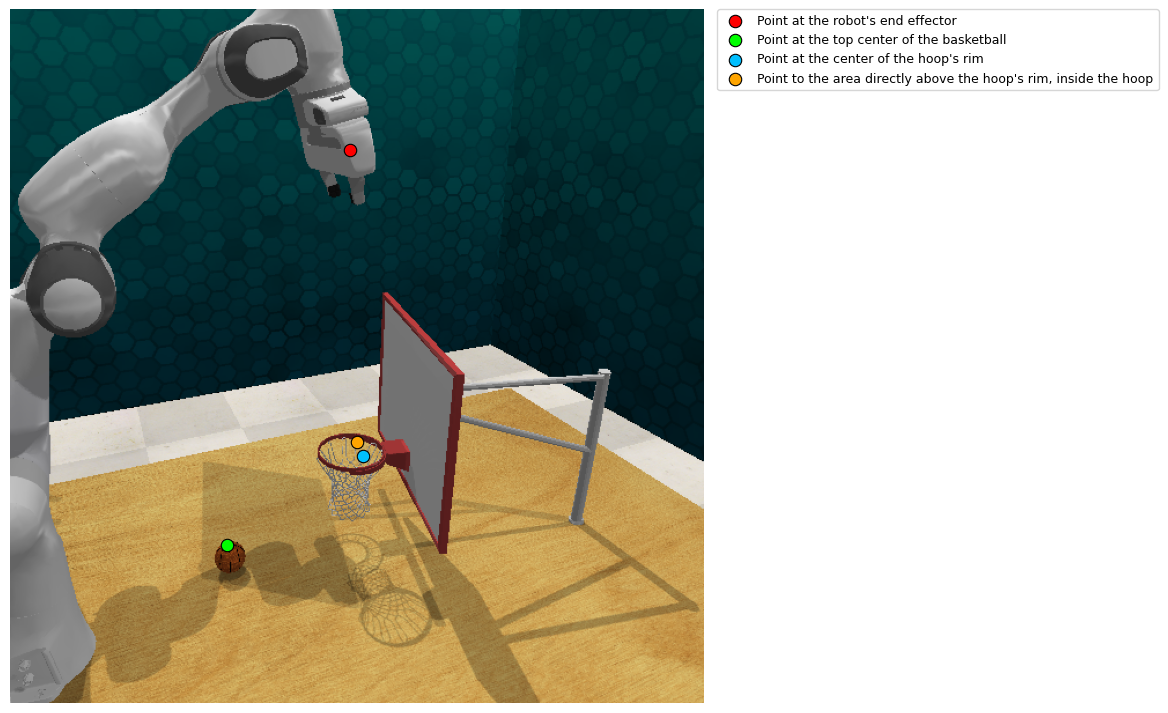 Point at the robot's end effector
Point at the top center of the basketball
Point at the center of the hoop's rim
Point to the area directly above the hoop's rim, inside the hoop